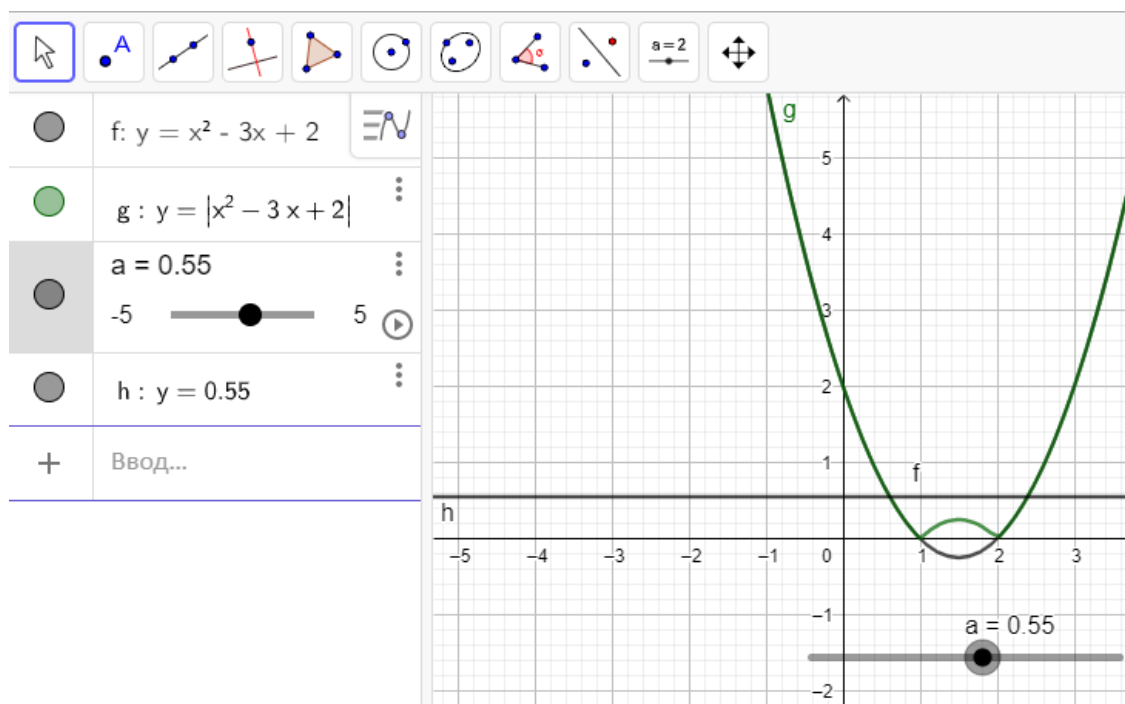 A
α
a = 2
f: y = x² - 3x + 2
g : y = |x² − 3 x + 2|
a = 0.55
-5
5
h : y = 0.55
+
Ввод...
g
5
4
3
2
1
f
h
–5
–4
–3
–2
–1
0
1
2
3
–1
a = 0.55
–2